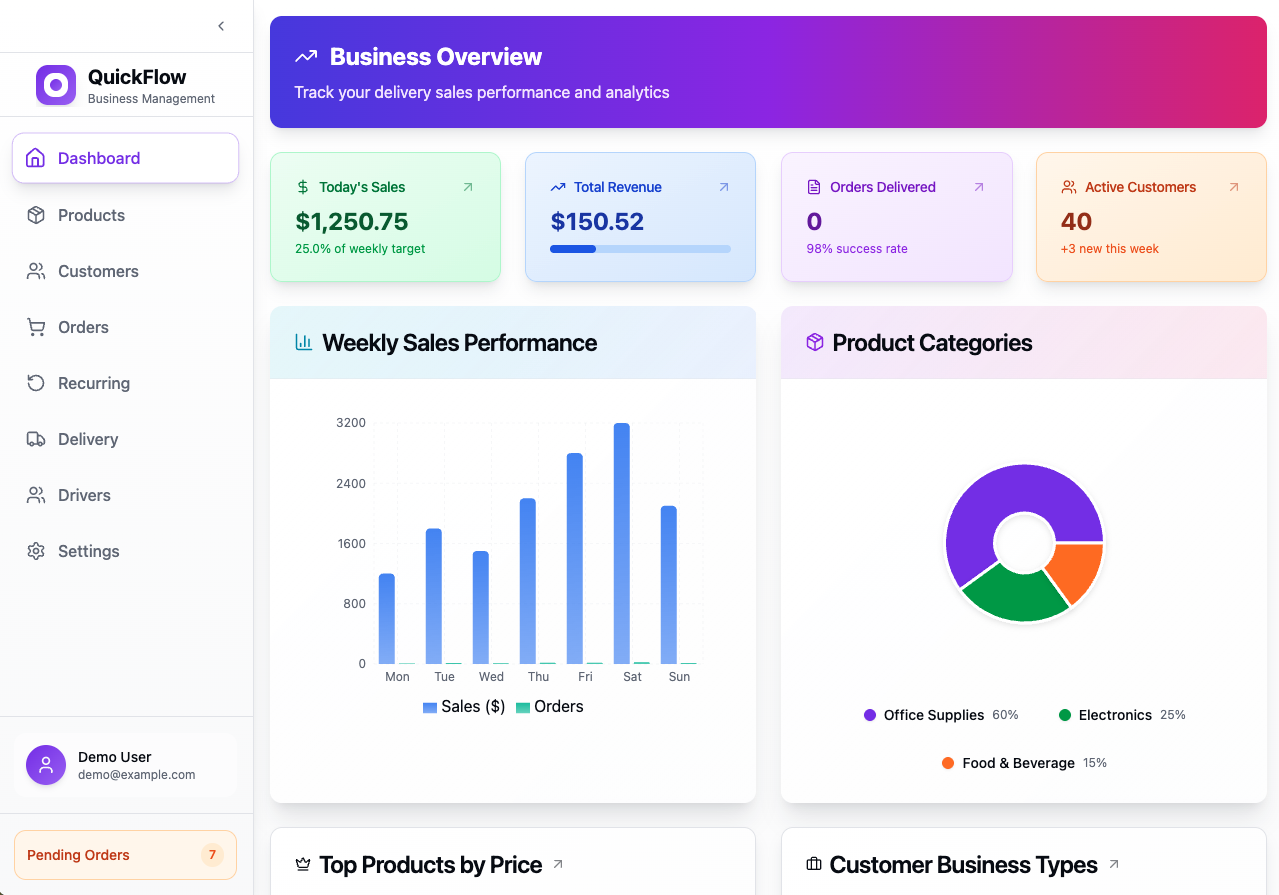 QuickFlow
Business Management
Dashboard
Products
Customers
Orders
Recurring
Delivery
Drivers
Settings
Demo User
demo@example.com
Pending Orders 7
Business Overview
Track your delivery sales performance and analytics
Today's Sales
$1,250.75
25.0% of weekly target
Total Revenue
$150.52
Orders Delivered
0
98% success rate
Active Customers
40
+3 new this week
Weekly Sales Performance
3200
2400
1600
800
0
Mon Tue Wed Thu Fri Sat Sun
Sales ($) Orders
Product Categories
Office Supplies 60% Electronics 25%
Food & Beverage 15%
Top Products by Price
Customer Business Types